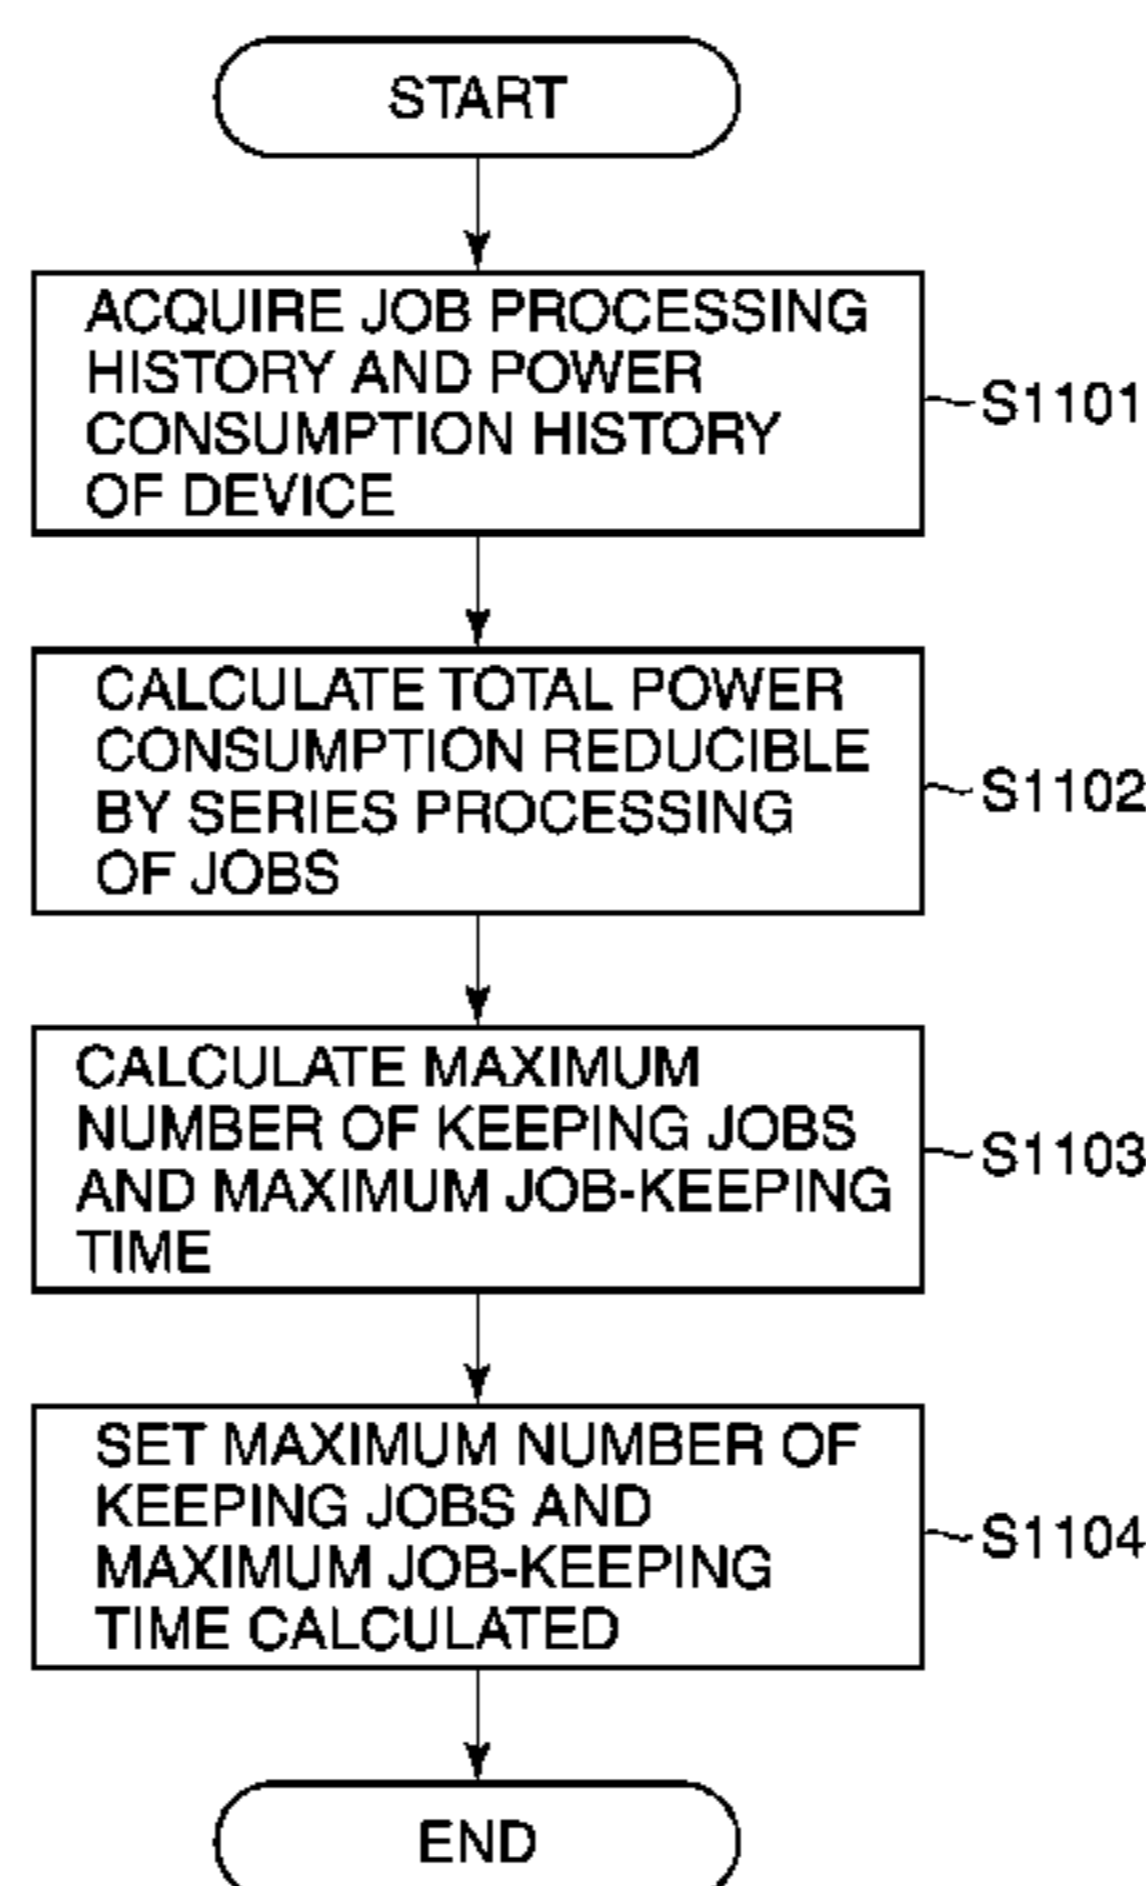 START
ACQUIRE JOB PROCESSING
HISTORY AND POWER
CONSUMPTION HISTORY
OF DEVICE
S1101
CALCULATE TOTAL POWER
CONSUMPTION REDUCIBLE
BY SERIES PROCESSING
OF JOBS
S1102
CALCULATE MAXIMUM
NUMBER OF KEEPING JOBS
AND MAXIMUM JOB-KEEPING
TIME
S1103
SET MAXIMUM NUMBER OF
KEEPING JOBS AND
MAXIMUM JOB-KEEPING
TIME CALCULATED
S1104
END